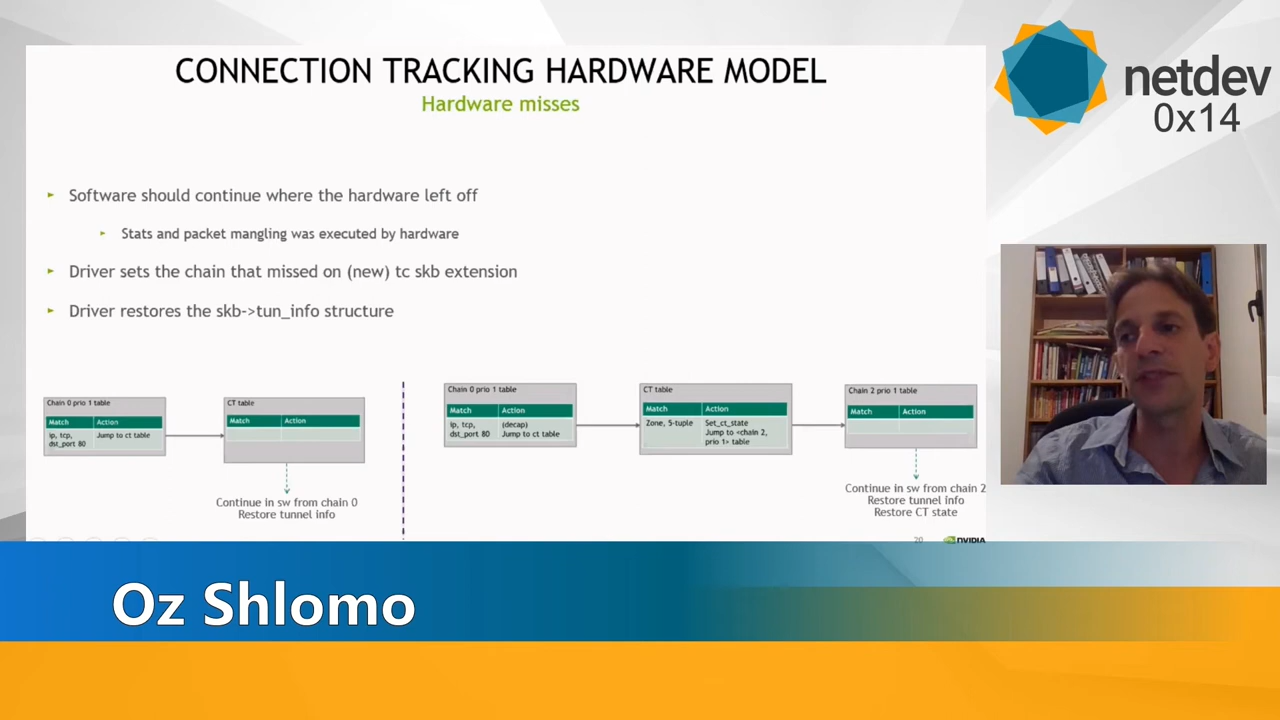 CONNECTION TRACKING HARDWARE MODEL
Hardware misses
netdev
0x14
Software should continue where the hardware left off
Stats and packet mangling was executed by hardware
Driver sets the chain that missed on (new) tc skb extension
Driver restores the skb->tun_info structure
Chain 0 prio 1 table
Match Action
ip, tcp,
dst_port 80
Jump to ct table
CT table
Match Action
Continue in sw from chain 0
Restore tunnel info
Chain 0 prio 1 table
Match Action
ip, tcp,
dst_port 80
(decap)
Jump to ct table
CT table
Match Action
Zone, 5-tuple
Set_ct_state
Jump to <chain 2,
prio 1> table
Chain 2 prio 1 table
Match Action
Continue in sw from chain 2
Restore tunnel info
Restore CT state
20
NVIDIA
Oz Shlomo